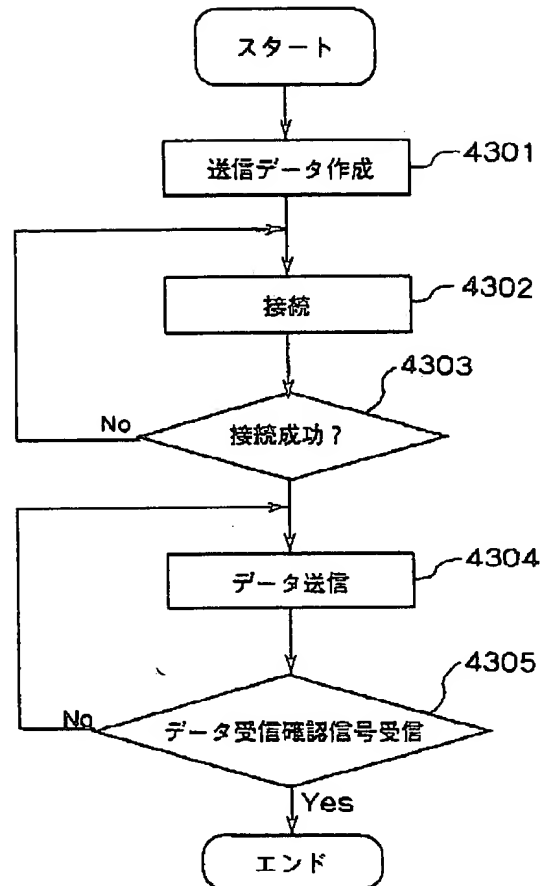 スタート
4301
送信データ作成
4302
接続
4303
No
接続成功？
4304
データ送信
4305
No
データ受信確認信号受信
Yes
エンド